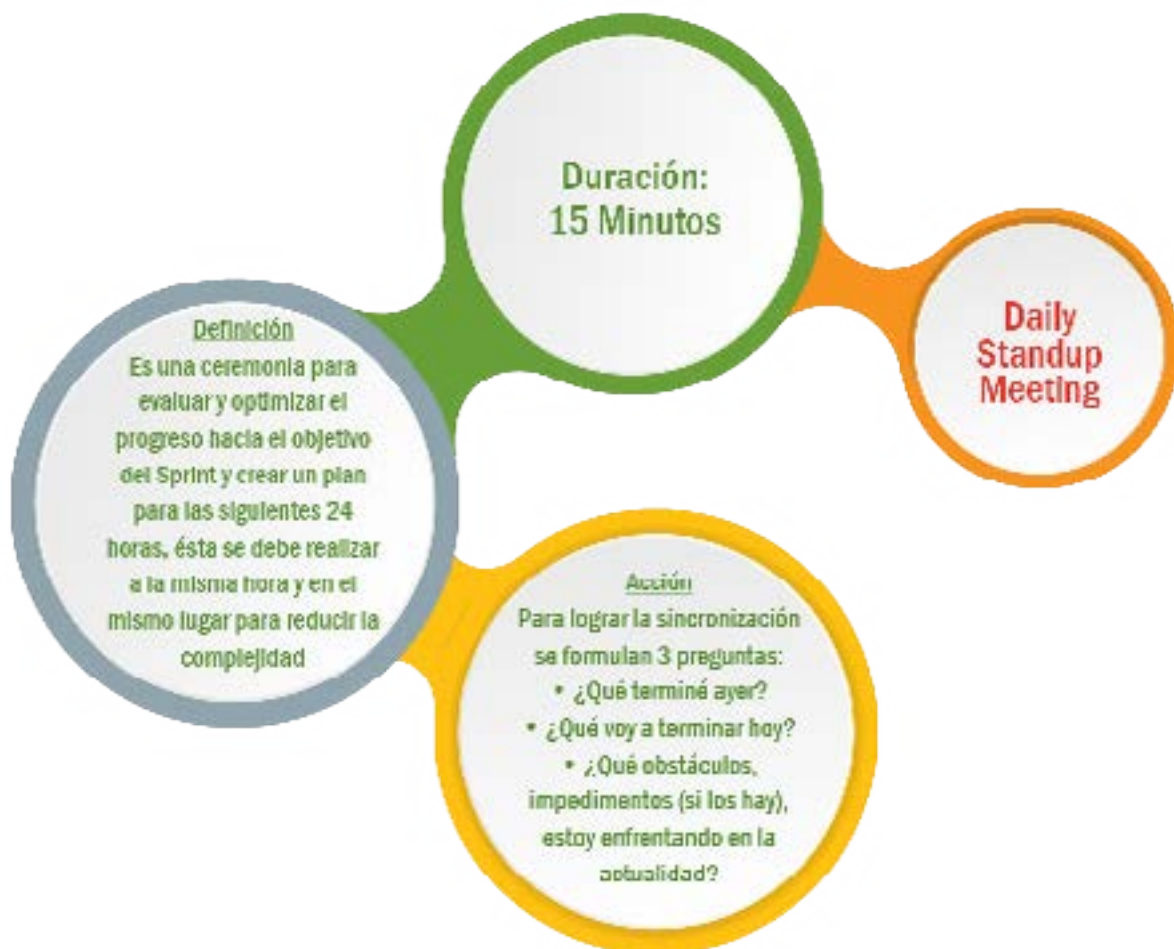 Duración:
15 Minutos
Daily
Standup
Meeting
Definición
Es una ceremonia para
evaluar y optimizar el
progreso hacia el objetivo
del Sprint y crear un plan
para las siguientes 24
horas, ésta se debe realizar
a la misma hora y en el
mismo lugar para reducir la
complejidad
Acción
Para lograr la sincronización
se formulan 3 preguntas:
• ¿Qué terminé ayer?
• ¿Qué voy a terminar hoy?
• ¿Qué obstáculos,
impedimentos (si los hay),
estoy enfrentando en la
actualidad?